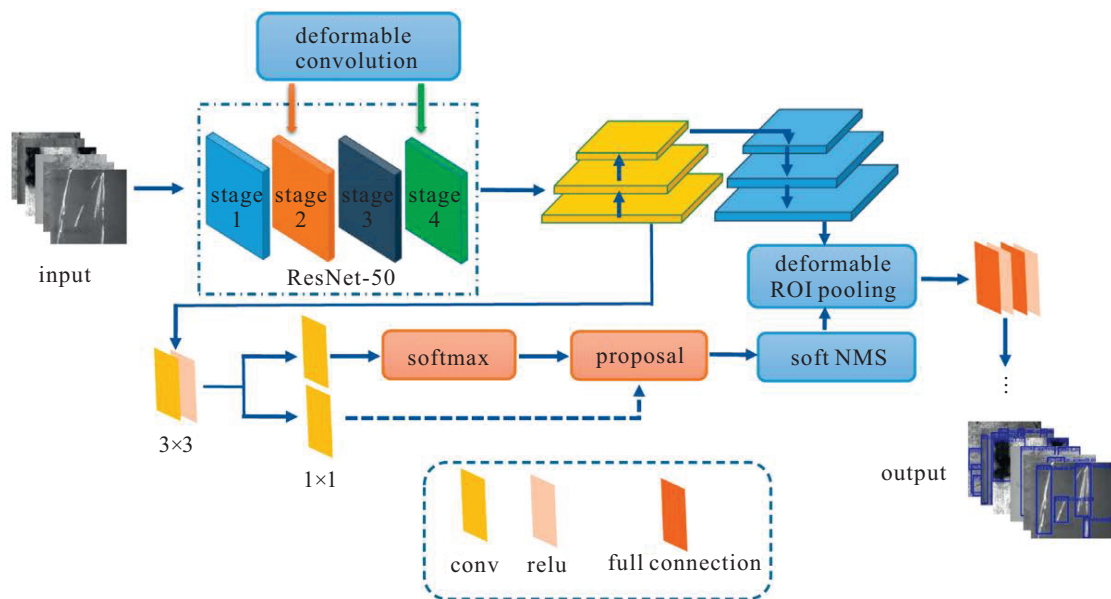 deformable
convolution
stage
1
stage
2
stage
3
stage
4
ResNet-50
input
deformable
ROI pooling
softmax
proposal
soft NMS
3×3
1×1
⋮
output
conv
relu
full connection